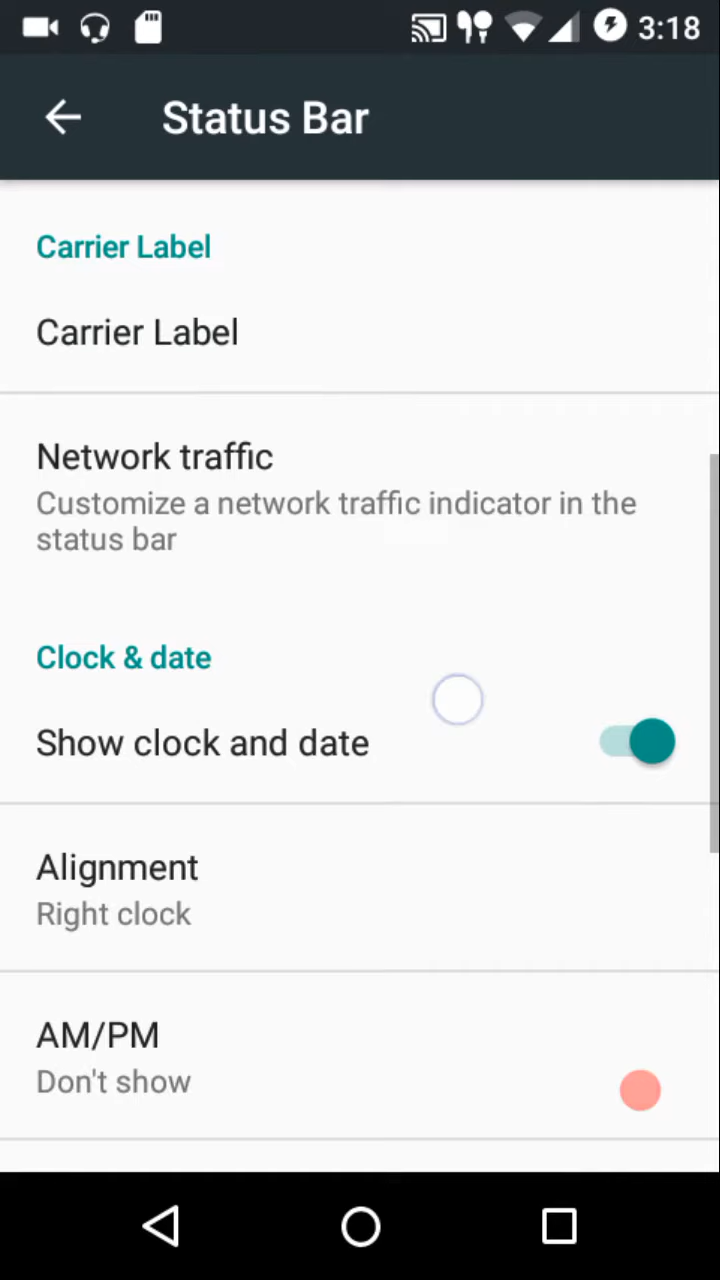 3:18
Status Bar
Carrier Label
Carrier Label
Network traffic
Customize a network traffic indicator in the
status bar
Clock & date
Show clock and date
Alignment
Right clock
AM/PM
Don't show